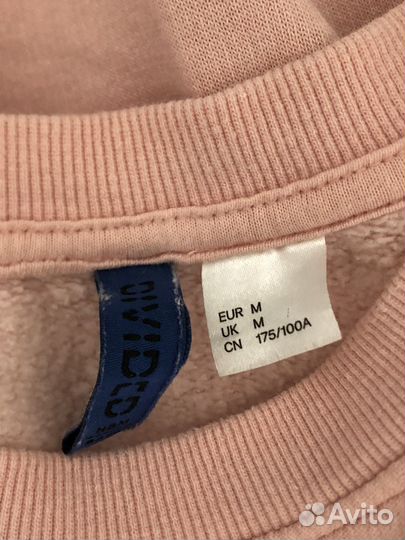 DIVIDED
H&M
EUR M
UK M
CN 175/100A
Avito